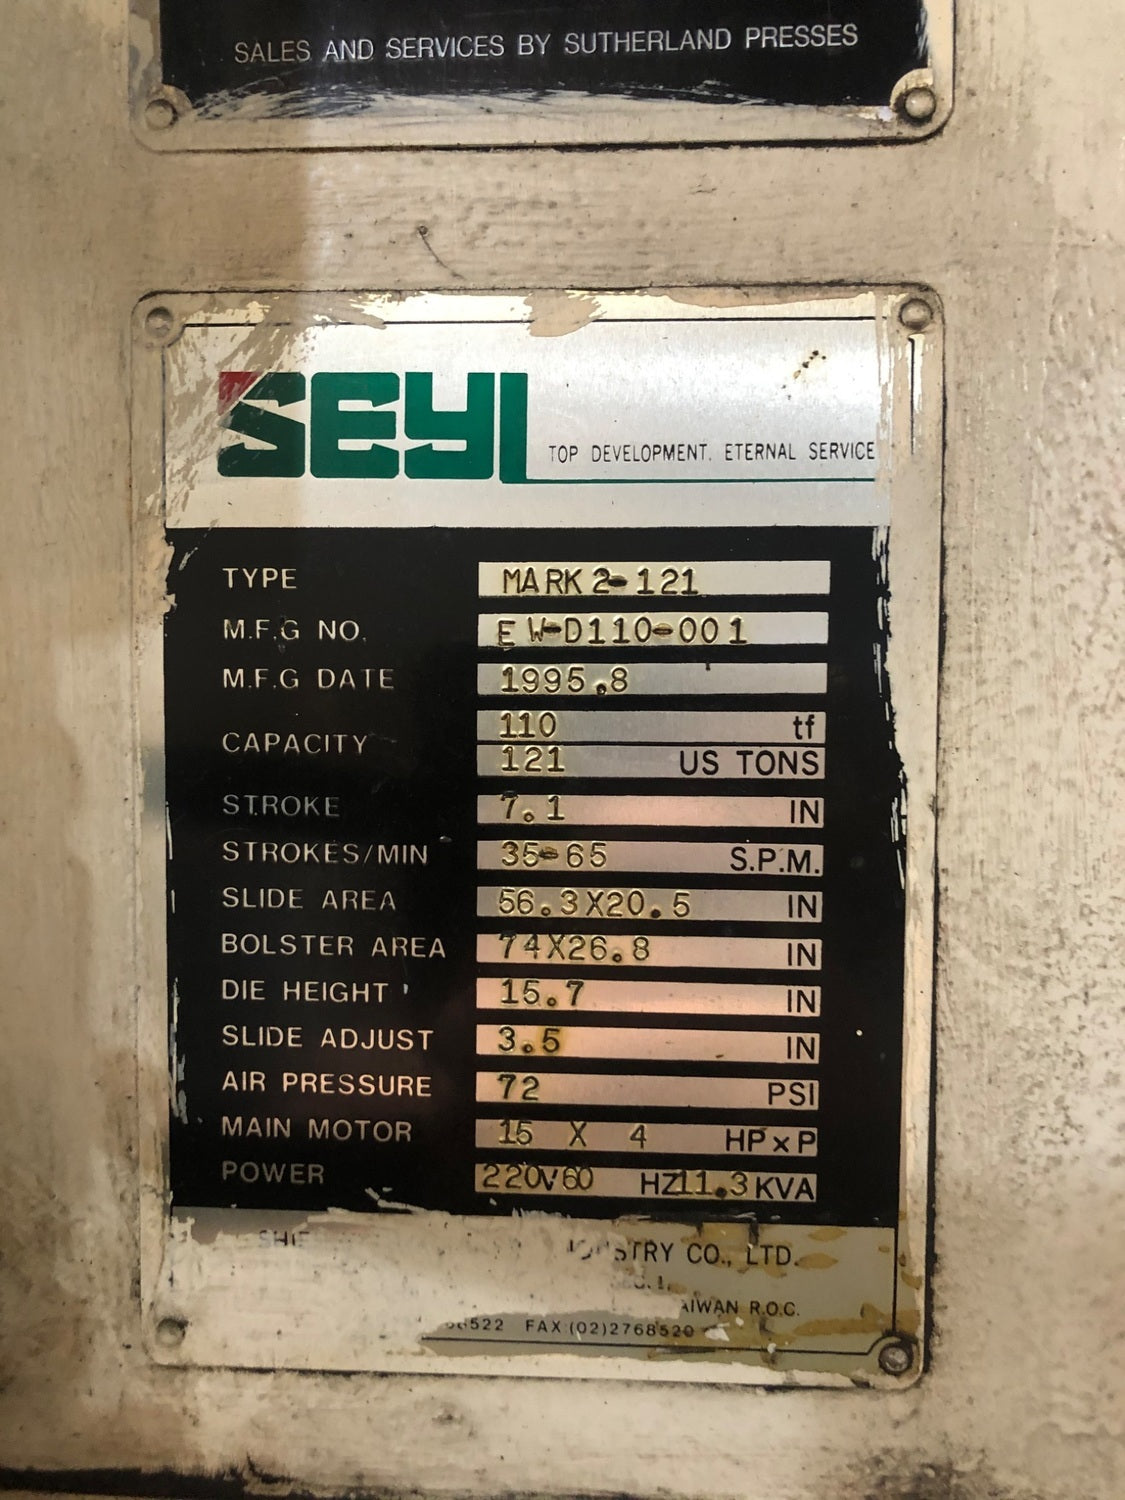 SALES AND SERVICES BY SUTHERLAND PRESSES
SEYI
TOP DEVELOPMENT. ETERNAL SERVICE
TYPE MARK 2-121
M.F.G NO. EW-D110-001
M.F.G DATE 1995.8
CAPACITY 110 tf
121 US TONS
STROKE 7.1 IN
STROKES/MIN 35-65 S.P.M.
SLIDE AREA 56.3X20.5 IN
BOLSTER AREA 74X26.8 IN
DIE HEIGHT 15.7 IN
SLIDE ADJUST 3.5 IN
AIR PRESSURE 72 PSI
MAIN MOTOR 15 X 4 HP x P
POWER 220V60 HZ11.3KVA
CO., LTD.
R.O.C.
FAX (02)2768520